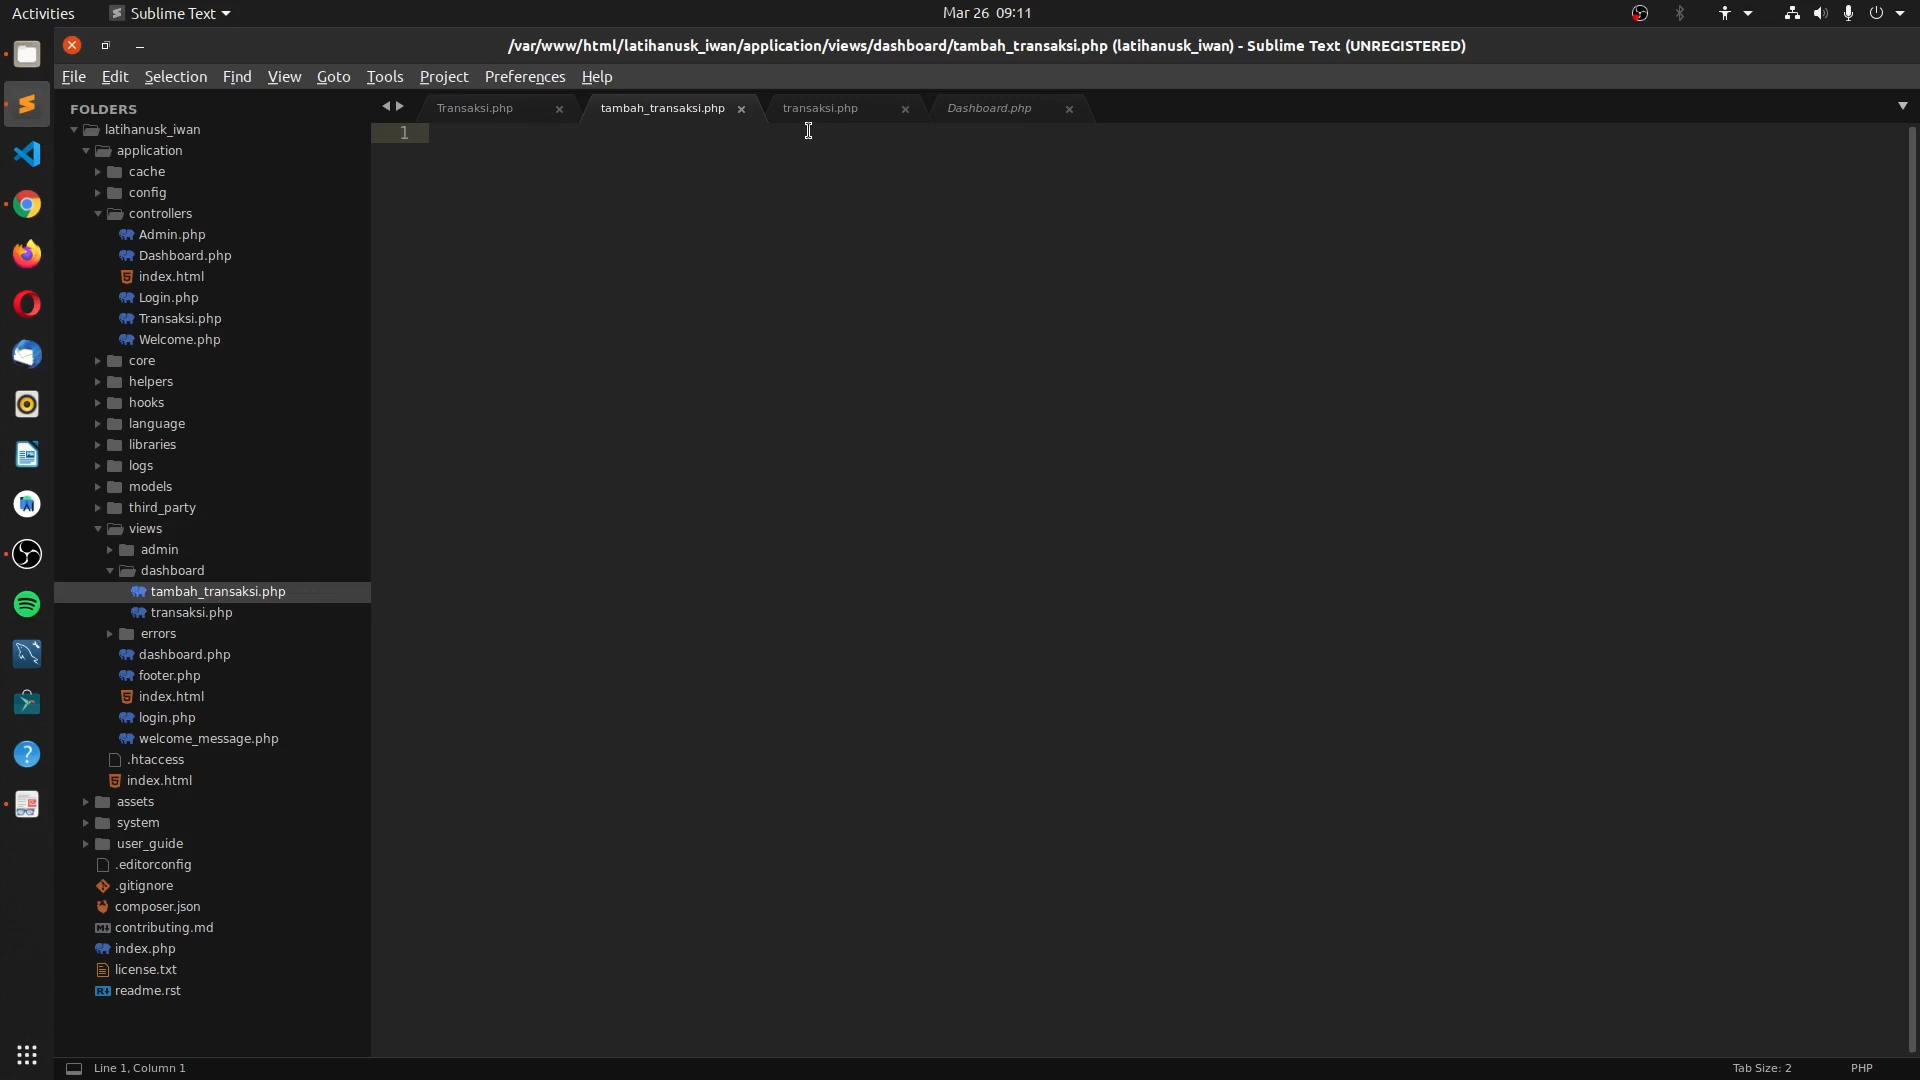 Activities
Sublime Text
Mar 26 09:11
/var/www/html/latihanusk_iwan/application/views/dashboard/tambah_transaksi.php (latihanusk_iwan) - Sublime Text (UNREGISTERED)
File Edit Selection Find View Goto Tools Project Preferences Help
FOLDERS
latihanusk_iwan
application
cache
config
controllers
Admin.php
Dashboard.php
index.html
Login.php
Transaksi.php
Welcome.php
core
helpers
hooks
language
libraries
logs
models
third_party
views
admin
dashboard
tambah_transaksi.php
transaksi.php
errors
dashboard.php
footer.php
index.html
login.php
welcome_message.php
.htaccess
index.html
assets
system
user_guide
.editorconfig
.gitignore
composer.json
contributing.md
index.php
license.txt
readme.rst
Transaksi.php
tambah_transaksi.php
transaksi.php
Dashboard.php
1
Line 1, Column 1
Tab Size: 2
PHP